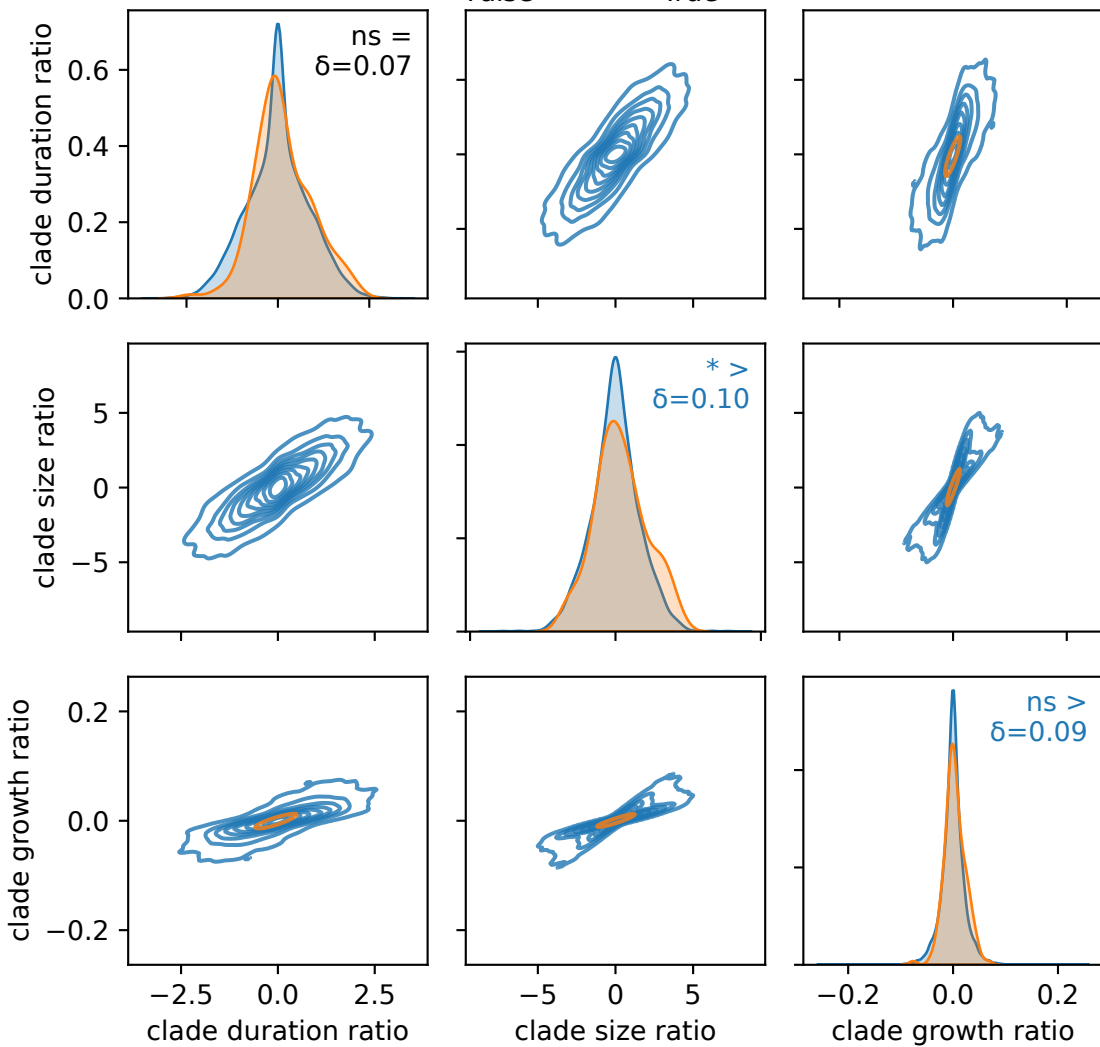 ns =
δ=0.07
clade duration ratio
0.6
0.4
0.2
0.0
* >
δ=0.10
clade size ratio
5
0
−5
ns >
δ=0.09
clade growth ratio
0.2
0.0
−0.2
−2.5 0.0 2.5 −5 0 5 −0.2 0.0 0.2
clade duration ratio clade size ratio clade growth ratio